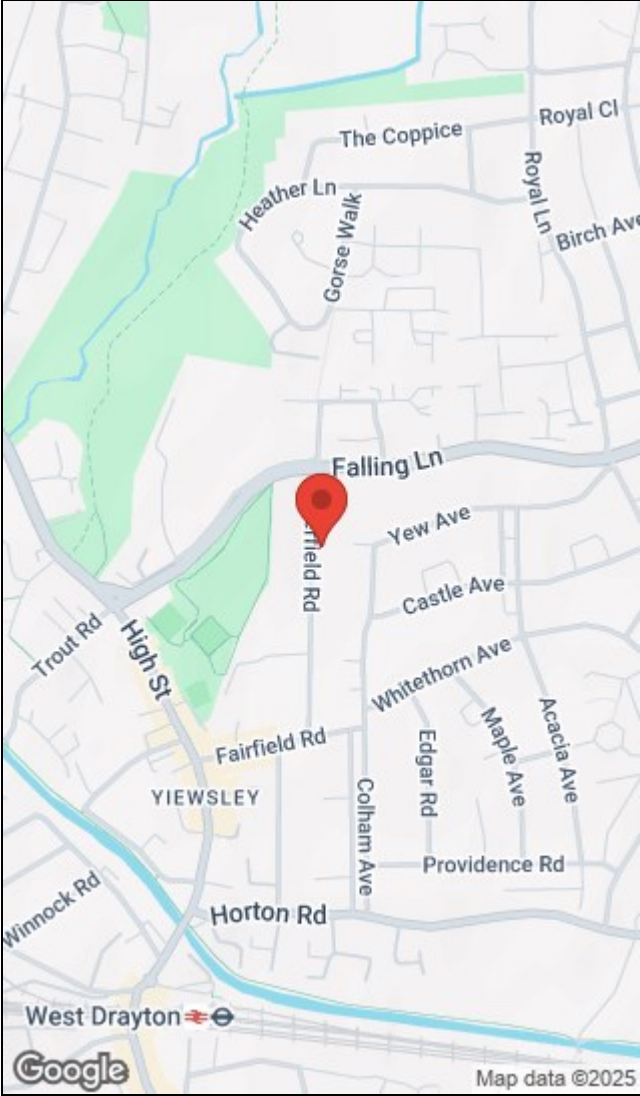 The Coppice
Royal Cl
Heather Ln
Royal Ln
Gorse Walk
Birch Ave
Falling Ln
Yew Ave
rfield Rd
Castle Ave
Trout Rd
High St
Whitethorn Ave
Acacia Ave
Maple Ave
Edgar Rd
Fairfield Rd
YIEWSLEY
Colham Ave
Providence Rd
Winnock Rd
Horton Rd
West Drayton
Google
Map data ©2025